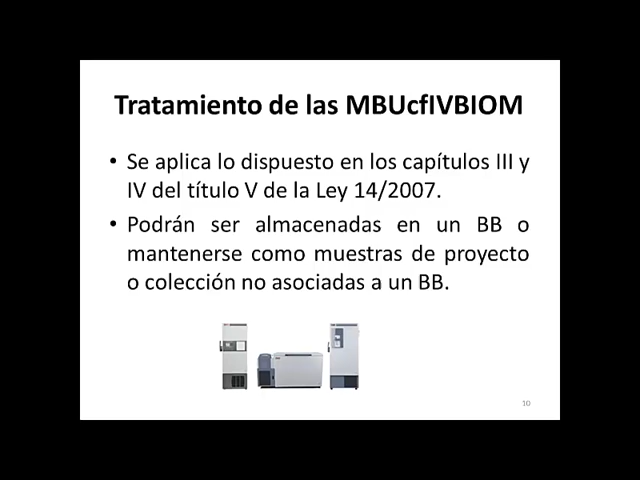 Tratamiento de las MBUcfIVBIOM
• Se aplica lo dispuesto en los capítulos III y
IV del título V de la Ley 14/2007.
• Podrán ser almacenadas en un BB o
mantenerse como muestras de proyecto
o colección no asociadas a un BB.
10